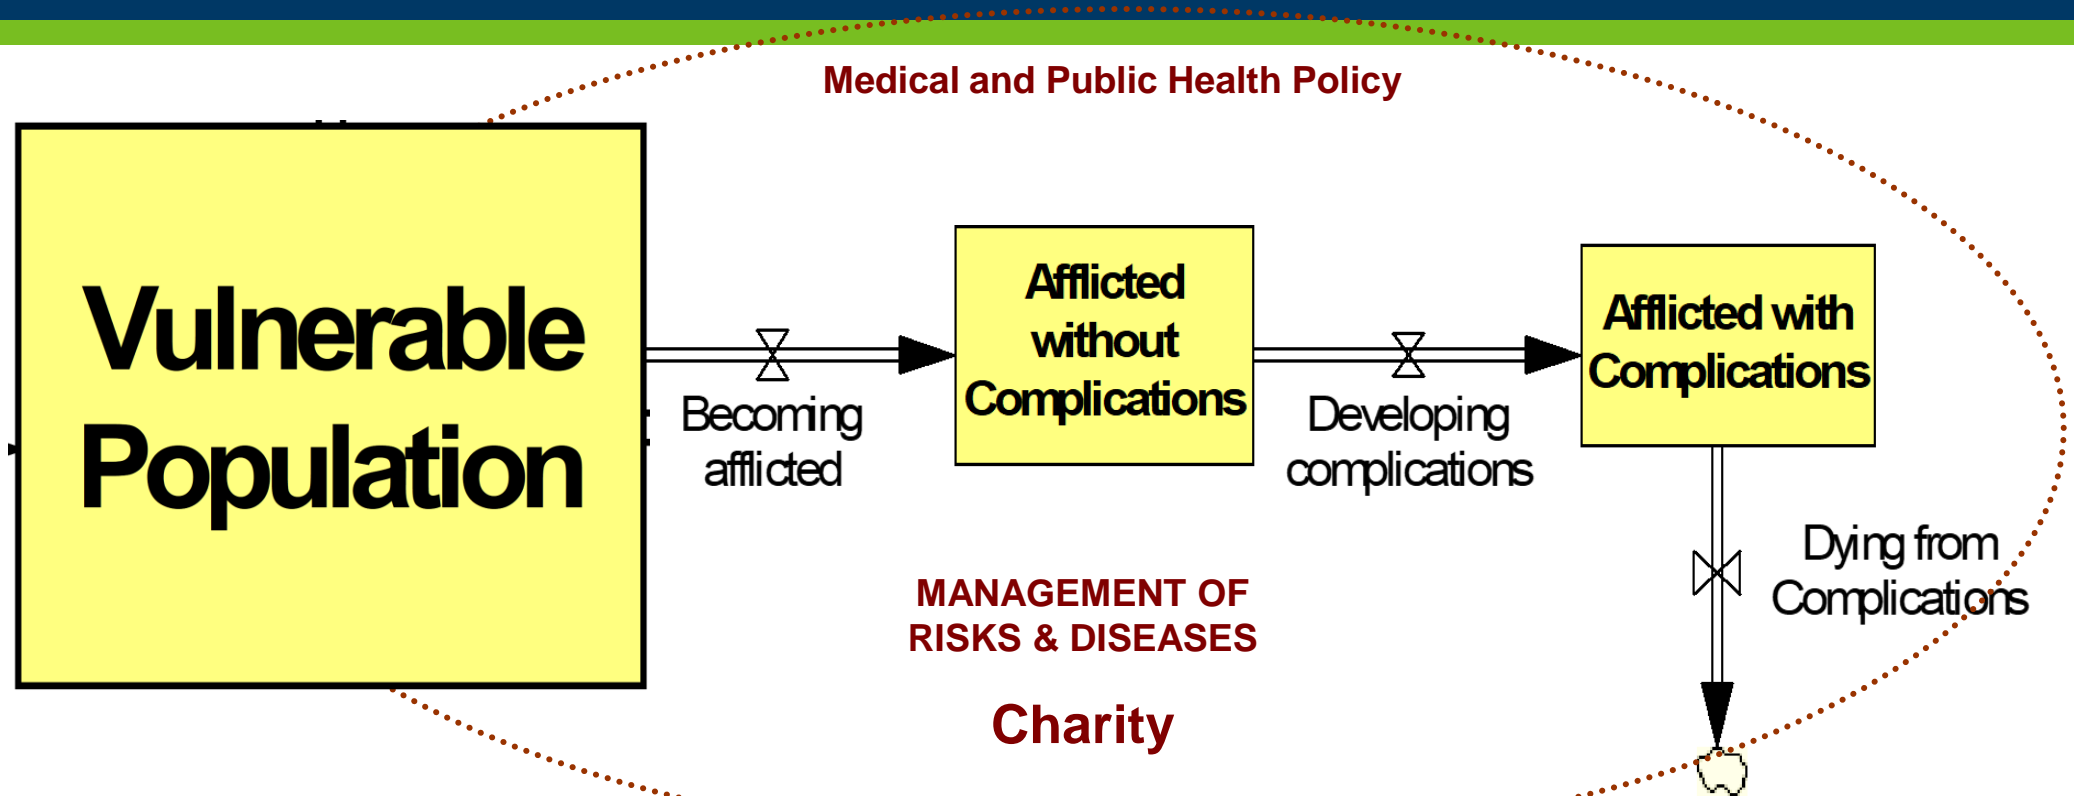 Medical and Public Health Policy
Vulnerable
Population
Becoming
afflicted
Afflicted
without
Complications
Developing
complications
Afflicted with
Complications
Dying from
Complications
MANAGEMENT OF
RISKS & DISEASES
Charity